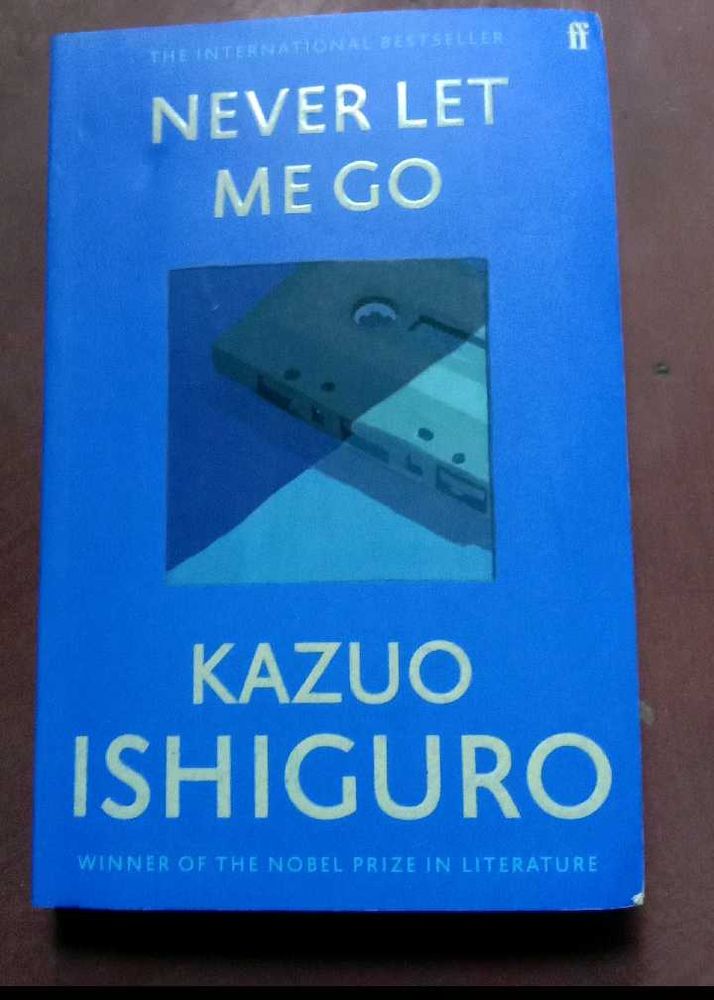 THE INTERNATIONAL BESTSELLER
ff
NEVER LET
ME GO
KAZUO
ISHIGURO
WINNER OF THE NOBEL PRIZE IN LITERATURE